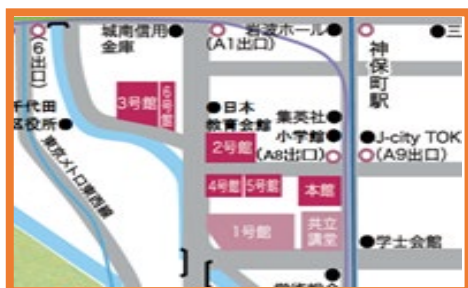 城南信用●
金庫
岩波ホール●
(A1出口)
●三
6出口)
神保町駅
3号館
6号館
千代田
区役所●
●日本
教育会館
集英社●
小学館●
(A8出口)
●J-city TOK
(A9出口)
2号館
東京メトロ東西線
4号館
5号館
本館
1号館
共立
講堂
●学士会館